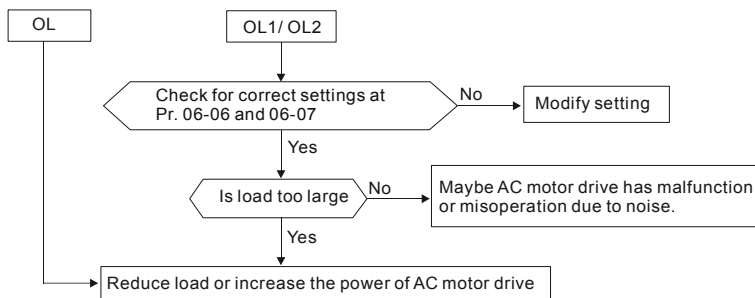 OL
OL1/ OL2
Check for correct settings at
Pr. 06-06 and 06-07
No
Modify setting
Yes
Is load too large
No
Maybe AC motor drive has malfunction
or misoperation due to noise.
Yes
Reduce load or increase the power of AC motor drive